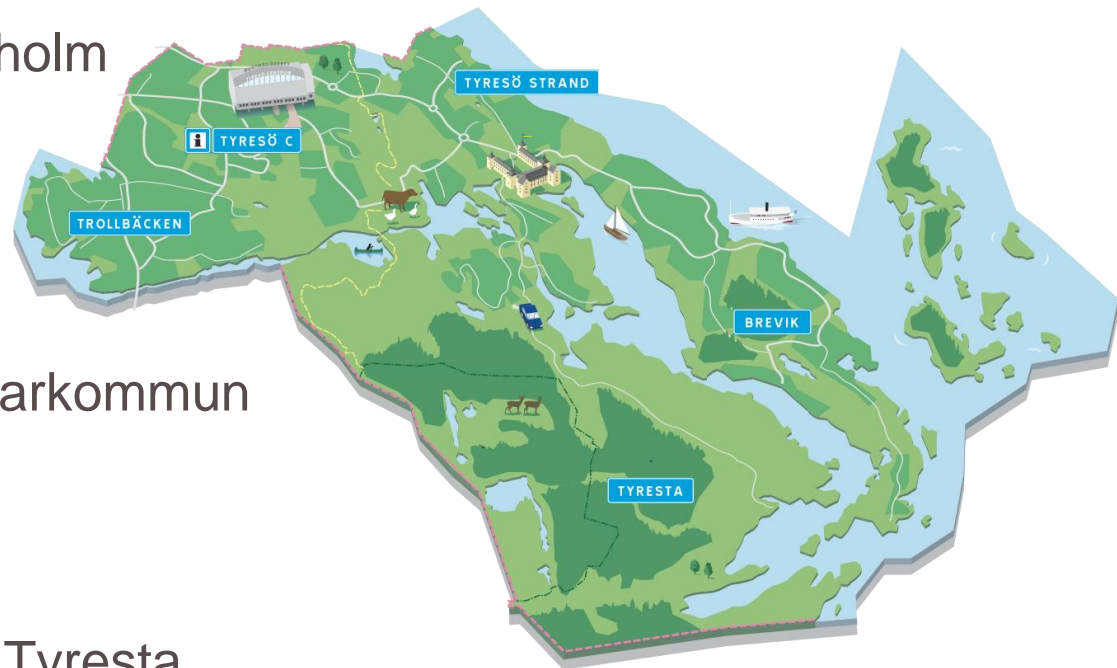 holm
TYRESÖ STRAND
i TYRESÖ C
TROLLBÄCKEN
BREVIK
arkommun
TYRESTA
Tyresta